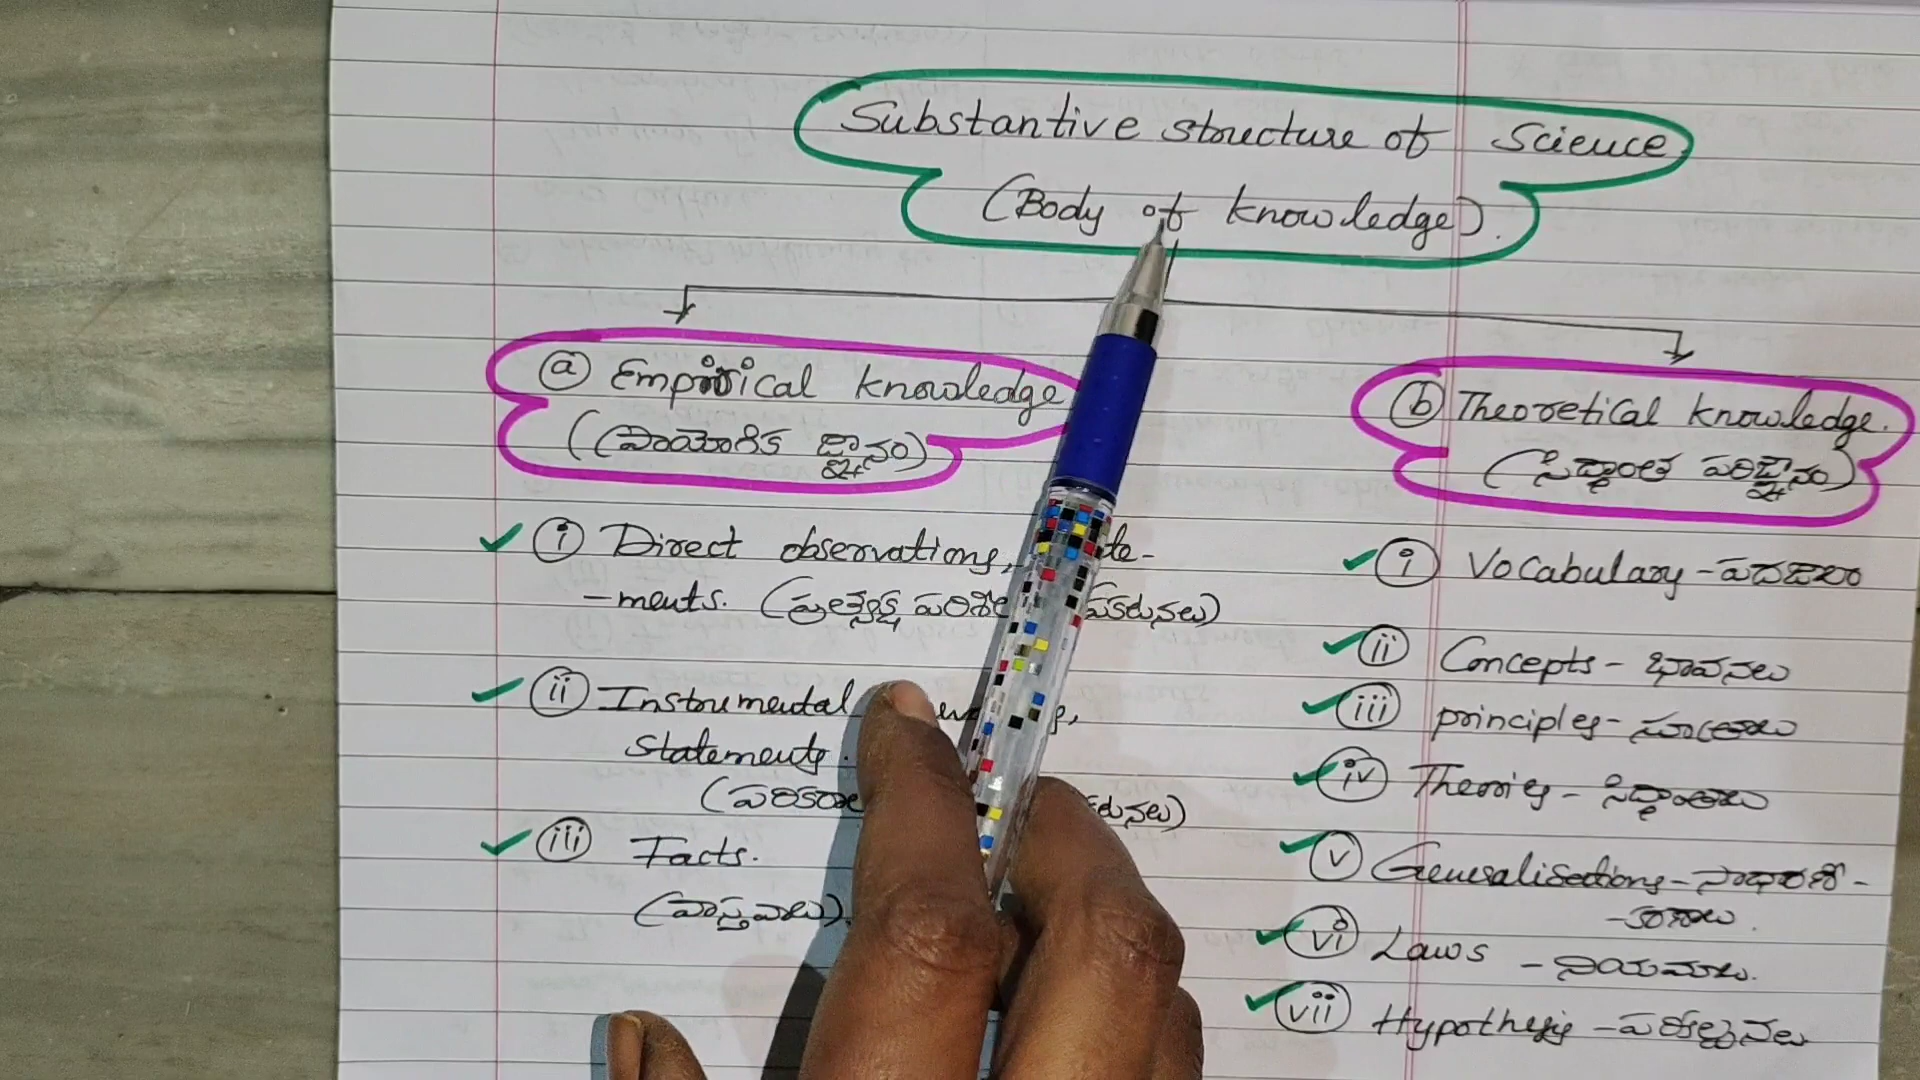 Substantive structure of Science
(Body of knowledge).
ⓐ Empirical knowledge
జ్ఞానం)
ⓑ Theoretical knowledge.
(సిద్ధాంత పరిజ్ఞానం)
ⓘ Direct observations,
-ments. (ప్రత్యక్ష
ii Instrumental
Statements.
iii Facts.
(వాస్తవాలు).
i Vocabulary - పదజాలం
ii Concepts - భావనలు
iii principles - సూత్రాలు
iv Theories - సిద్ధాంతాలు
v Generalisations - సాధారణీ -
- కరణాలు.
vi Laws - నియమాలు.
vii Hypothesis - పరికల్పనలు